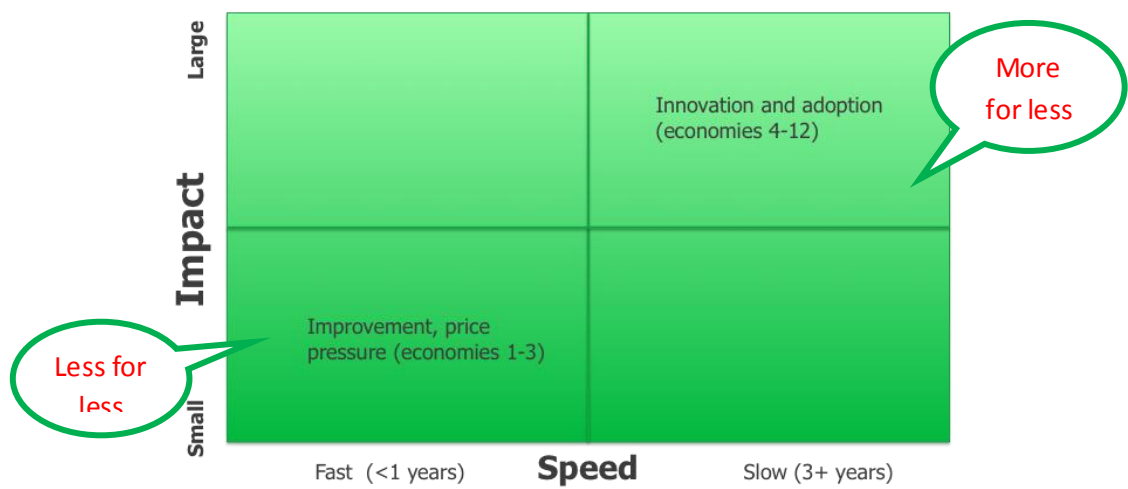 Large
More
for less
Innovation and adoption
(economies 4-12)
Impact
Improvement, price
pressure (economies 1-3)
Less for
less
Small
Fast (<1 years)
Speed
Slow (3+ years)